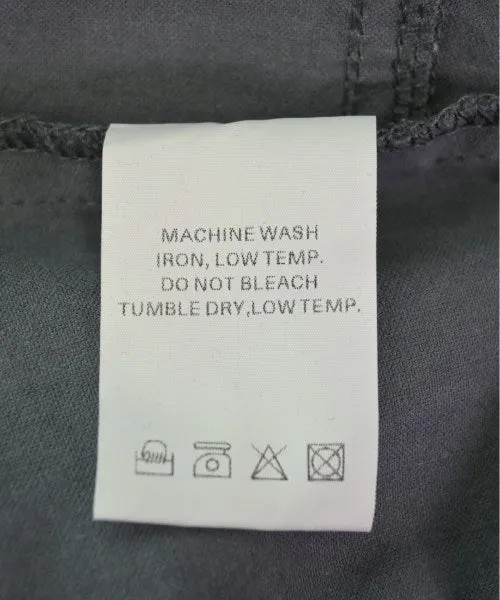 MACHINE WASH
IRON, LOW TEMP.
DO NOT BLEACH
TUMBLE DRY,LOW TEMP.